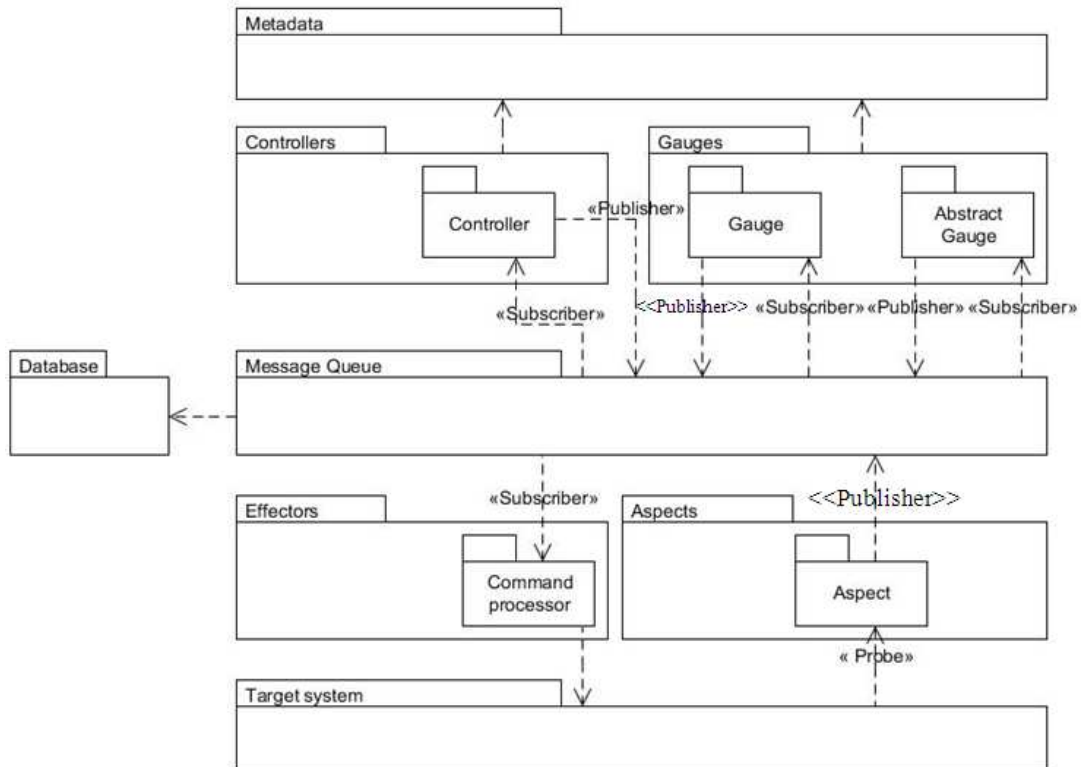 Metadata
Controllers
Gauges
Controller
«Publisher»
Gauge
Abstract
Gauge
«Subscriber»
<<Publisher>>
«Subscriber»
«Publisher»
«Subscriber»
Database
Message Queue
«Subscriber»
<<Publisher>>
Effectors
Aspects
Command
processor
Aspect
« Probe»
Target system